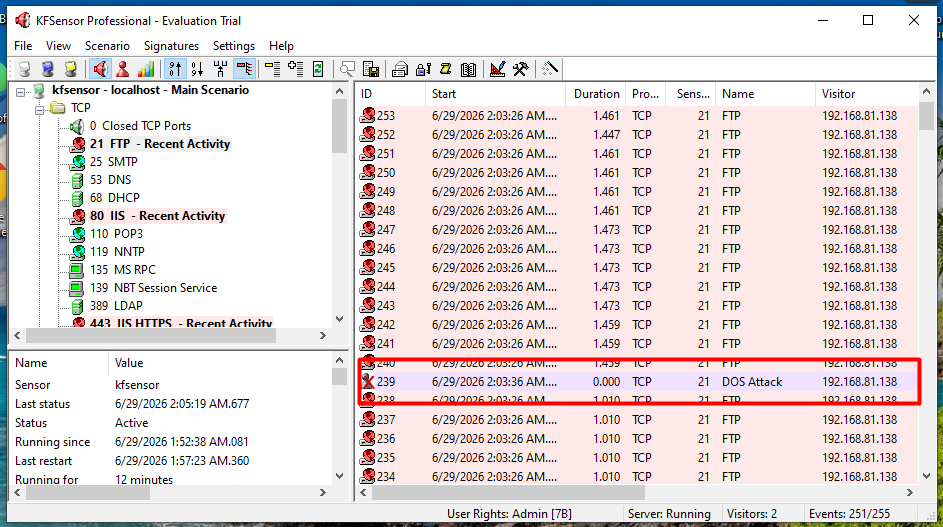 KFSensor Professional - Evaluation Trial
File View Scenario Signatures Settings Help
kfsensor - localhost - Main Scenario
TCP
0 Closed TCP Ports
21 FTP - Recent Activity
25 SMTP
53 DNS
68 DHCP
80 IIS - Recent Activity
110 POP3
119 NNTP
135 MS RPC
139 NBT Session Service
389 LDAP
443 IIS HTTPS - Recent Activity
Name Value
Sensor kfsensor
Last status 6/29/2026 2:05:19 AM.677
Status Active
Running since 6/29/2026 1:52:38 AM.081
Last restart 6/29/2026 1:57:23 AM.360
Running for 12 minutes
ID Start Duration Pro... Sens... Name Visitor
253 6/29/2026 2:03:26 AM.... 1.461 TCP 21 FTP 192.168.81.138
252 6/29/2026 2:03:26 AM.... 1.447 TCP 21 FTP 192.168.81.138
251 6/29/2026 2:03:26 AM.... 1.461 TCP 21 FTP 192.168.81.138
250 6/29/2026 2:03:26 AM.... 1.461 TCP 21 FTP 192.168.81.138
249 6/29/2026 2:03:26 AM.... 1.461 TCP 21 FTP 192.168.81.138
248 6/29/2026 2:03:26 AM.... 1.461 TCP 21 FTP 192.168.81.138
247 6/29/2026 2:03:26 AM.... 1.473 TCP 21 FTP 192.168.81.138
246 6/29/2026 2:03:26 AM.... 1.473 TCP 21 FTP 192.168.81.138
245 6/29/2026 2:03:26 AM.... 1.473 TCP 21 FTP 192.168.81.138
244 6/29/2026 2:03:26 AM.... 1.473 TCP 21 FTP 192.168.81.138
243 6/29/2026 2:03:26 AM.... 1.473 TCP 21 FTP 192.168.81.138
242 6/29/2026 2:03:26 AM.... 1.459 TCP 21 FTP 192.168.81.138
241 6/29/2026 2:03:26 AM.... 1.459 TCP 21 FTP 192.168.81.138
240 6/29/2026 2:03:26 AM.... 1.459 TCP 21 FTP 192.168.81.138
239 6/29/2026 2:03:36 AM.... 0.000 TCP 21 DOS Attack 192.168.81.138
238 6/29/2026 2:03:26 AM.... 1.010 TCP 21 FTP 192.168.81.138
237 6/29/2026 2:03:26 AM.... 1.010 TCP 21 FTP 192.168.81.138
236 6/29/2026 2:03:26 AM.... 1.010 TCP 21 FTP 192.168.81.138
235 6/29/2026 2:03:26 AM.... 1.010 TCP 21 FTP 192.168.81.138
234 6/29/2026 2:03:26 AM.... 1.010 TCP 21 FTP 192.168.81.138
User Rights: Admin [7B] Server: Running Visitors: 2 Events: 251/255